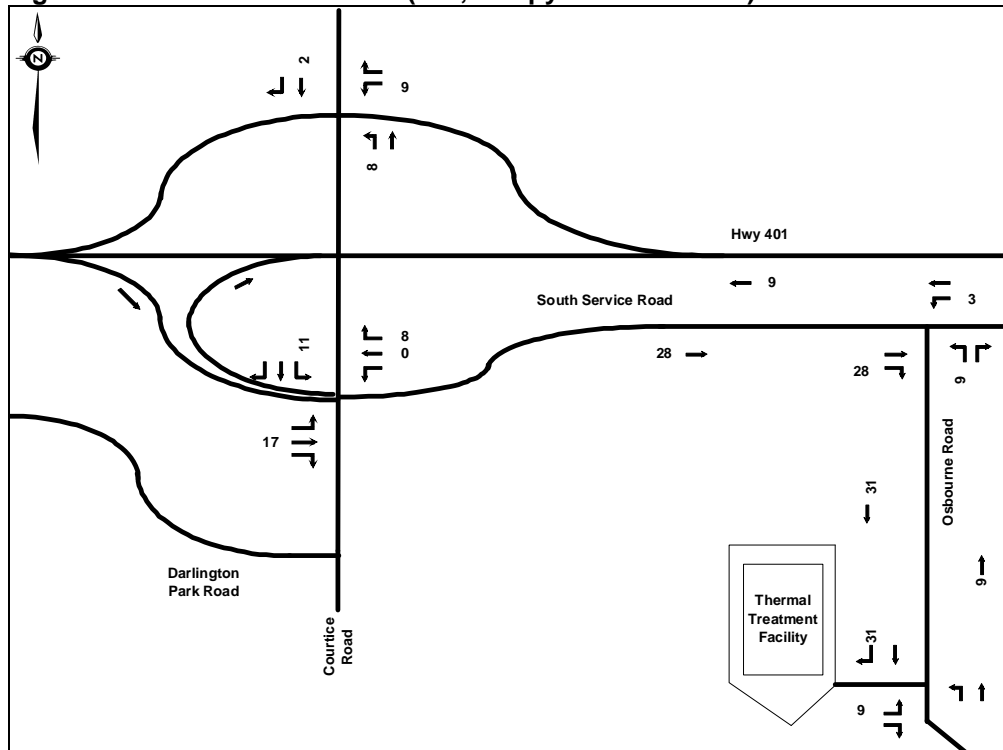 N
2
9
8
Hwy 401
9
South Service Road
3
11
8
0
28
28
9
17
Osbourne Road
31
Darlington
Park Road
9
Thermal
Treatment
Facility
Courtice
Road
31
9